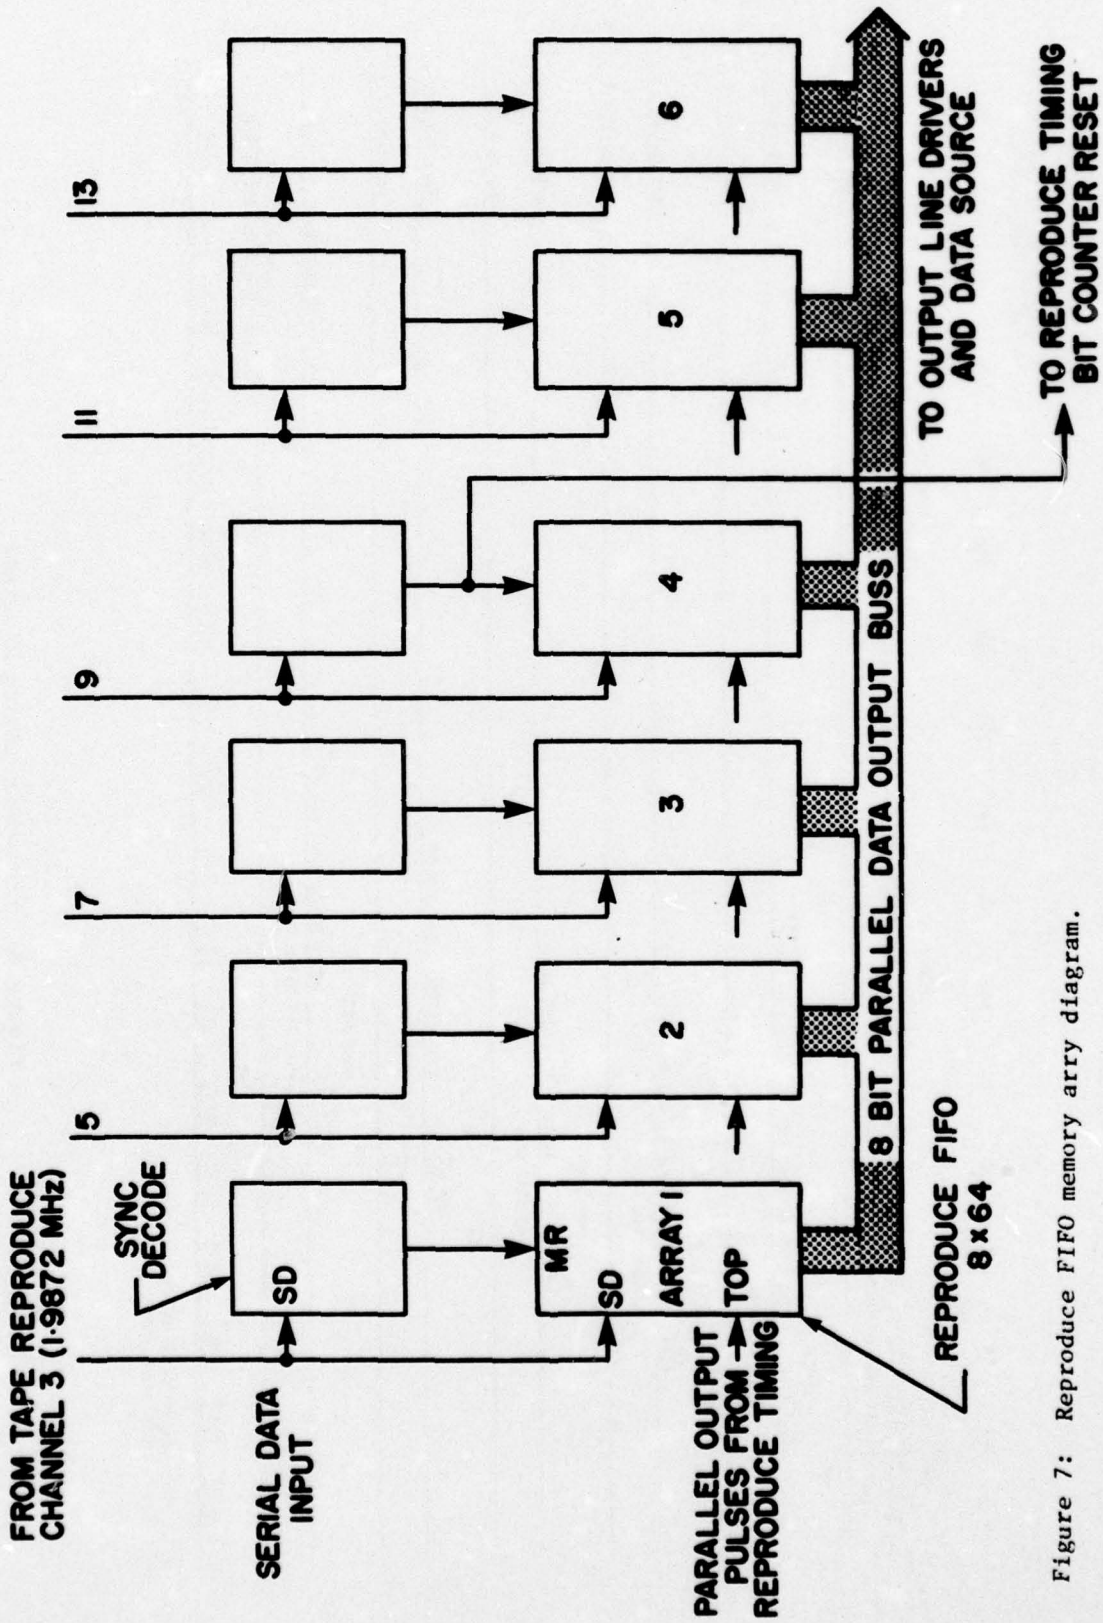 FROM TAPE REPRODUCE
CHANNEL 3 (1·9872 MHz)
5
7
9
11
13
SYNC
DECODE
SERIAL DATA
INPUT
SD
MR
SD
ARRAY 1
TOP
2
3
4
5
6
PARALLEL OUTPUT
PULSES FROM
REPRODUCE TIMING
8 BIT PARALLEL DATA OUTPUT BUSS
REPRODUCE FIFO
8 X 64
TO OUTPUT LINE DRIVERS
AND DATA SOURCE
TO REPRODUCE TIMING
BIT COUNTER RESET
Figure 7: Reproduce FIFO memory arry diagram.